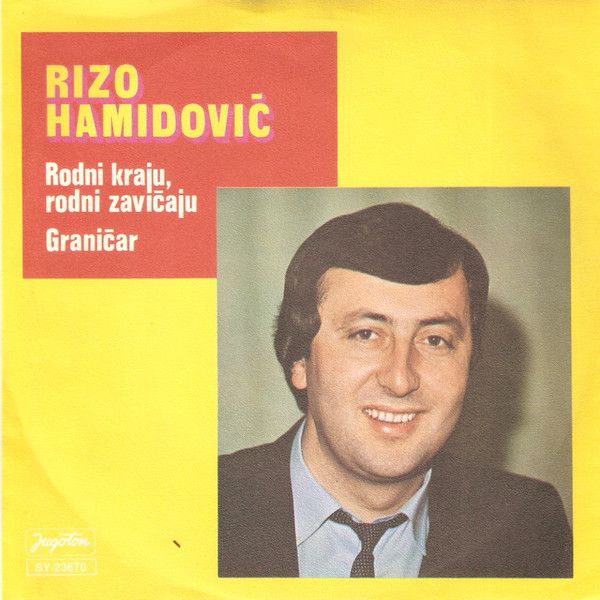 RIZO
HAMIDOVIĆ
Rodni kraju,
rodni zavičaju
Graničar
Jugoton
SY-23670